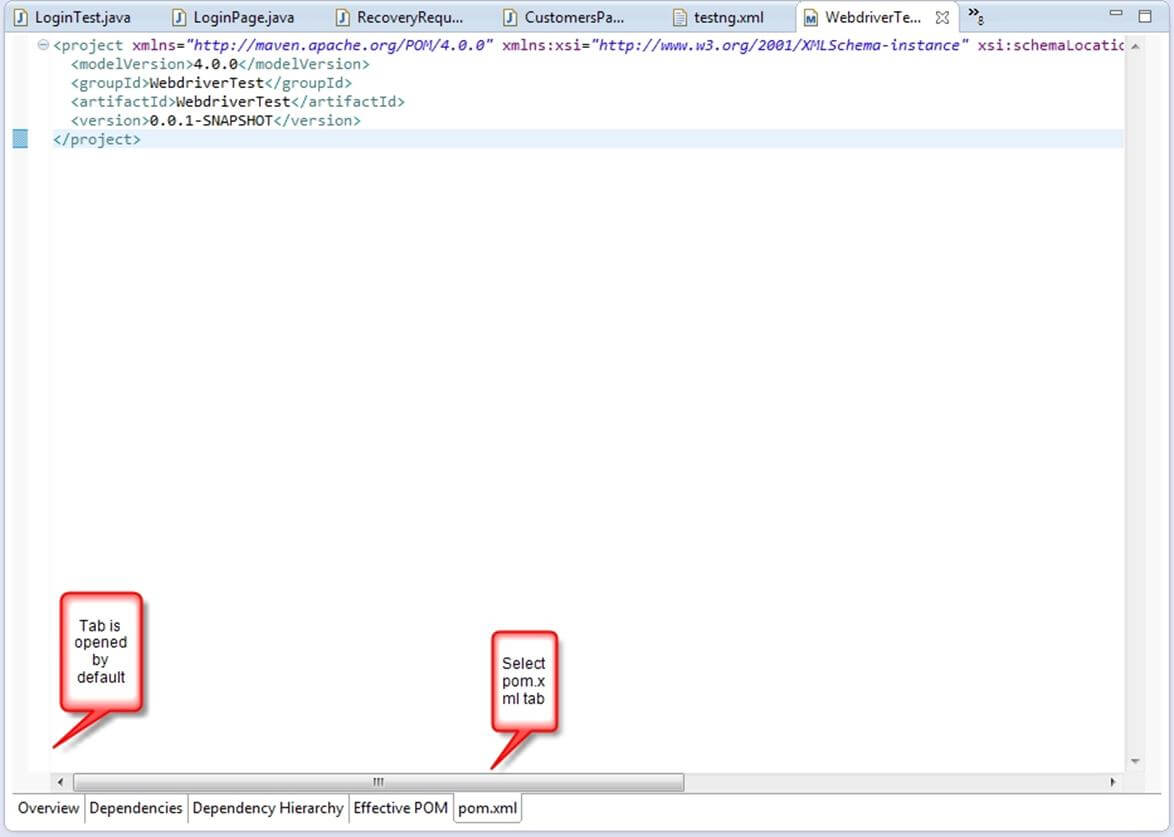 LoginTest.java LoginPage.java RecoveryRequ... CustomersPa... testng.xml WebdriverTe... »8
<project xmlns="http://maven.apache.org/POM/4.0.0" xmlns:xsi="http://www.w3.org/2001/XMLSchema-instance" xsi:schemaLocatic
<modelVersion>4.0.0</modelVersion>
<groupId>WebdriverTest</groupId>
<artifactId>WebdriverTest</artifactId>
<version>0.0.1-SNAPSHOT</version>
</project>
Tab is
opened
by
default
Select
pom.x
ml tab
Overview Dependencies Dependency Hierarchy Effective POM pom.xml